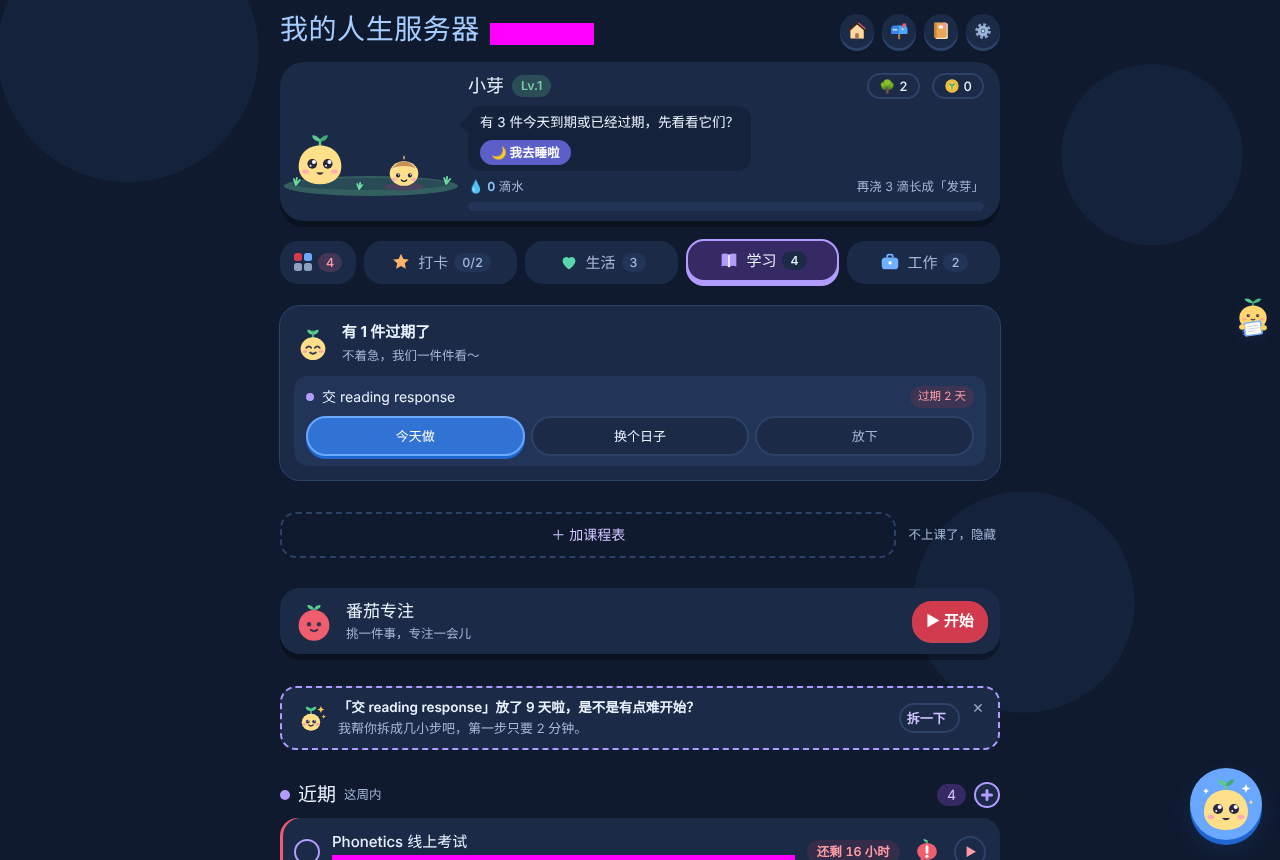 我的人生服务器
小芽 Lv.1 2 0
有 3 件今天到期或已经过期，先看看它们？
我去睡啦
0 滴水 再浇 3 滴长成「发芽」
4 打卡 0/2 生活 3 学习 4 工作 2
有 1 件过期了
不着急，我们一件件看～
交 reading response 过期 2 天
今天做 换个日子 放下
＋ 加课程表 不上课了，隐藏
番茄专注
挑一件事，专注一会儿
▶ 开始
「交 reading response」放了 9 天啦，是不是有点难开始？
我帮你拆成几小步吧，第一步只要 2 分钟。
拆一下 ✕
近期 这周内 4
Phonetics 线上考试
还剩 16 小时